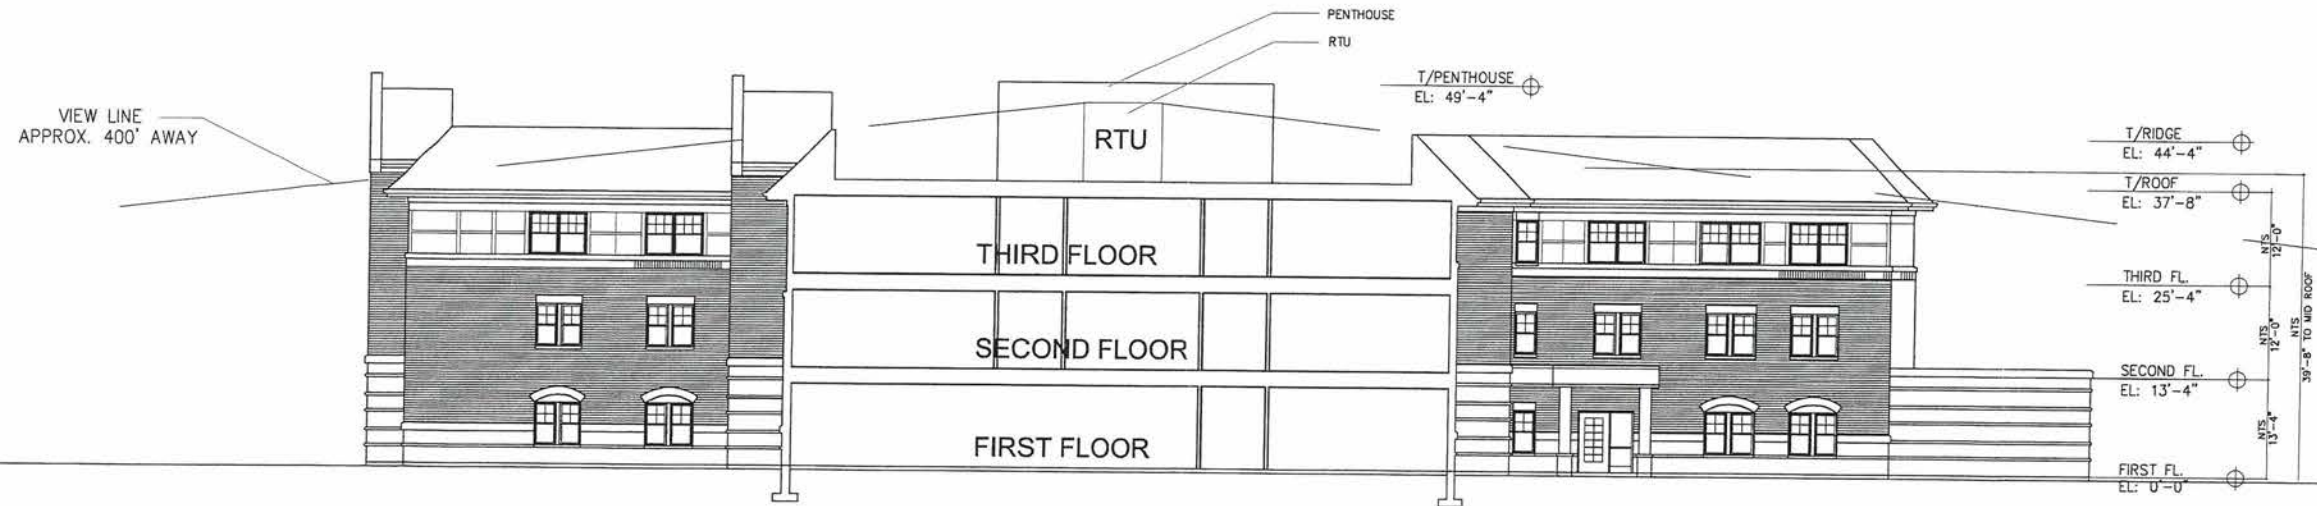 PENTHOUSE
RTU
T/PENTHOUSE
EL: 49'-4"
VIEW LINE
APPROX. 400' AWAY
RTU
T/RIDGE
EL: 44'-4"
T/ROOF
EL: 37'-8"
THIRD FLOOR
NTS
12'-0"
THIRD FL.
EL: 25'-4"
SECOND FLOOR
NTS
12'-0"
NTS
39'-8" TO MID ROOF
SECOND FL.
EL: 13'-4"
FIRST FLOOR
NTS
13'-4"
FIRST FL.
EL: 0'-0"